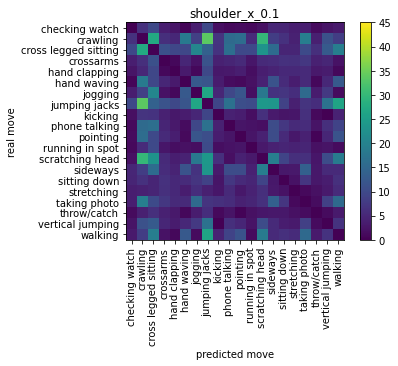 shoulder_x_0.1
real move
checking watch
crawling
cross legged sitting
crossarms
hand clapping
hand waving
jogging
jumping jacks
kicking
phone talking
pointing
running in spot
scratching head
sideways
sitting down
stretching
taking photo
throw/catch
vertical jumping
walking
checking watch
crawling
cross legged sitting
crossarms
hand clapping
hand waving
jogging
jumping jacks
kicking
phone talking
pointing
running in spot
scratching head
sideways
sitting down
stretching
taking photo
throw/catch
vertical jumping
walking
predicted move
45
40
35
30
25
20
15
10
5
0